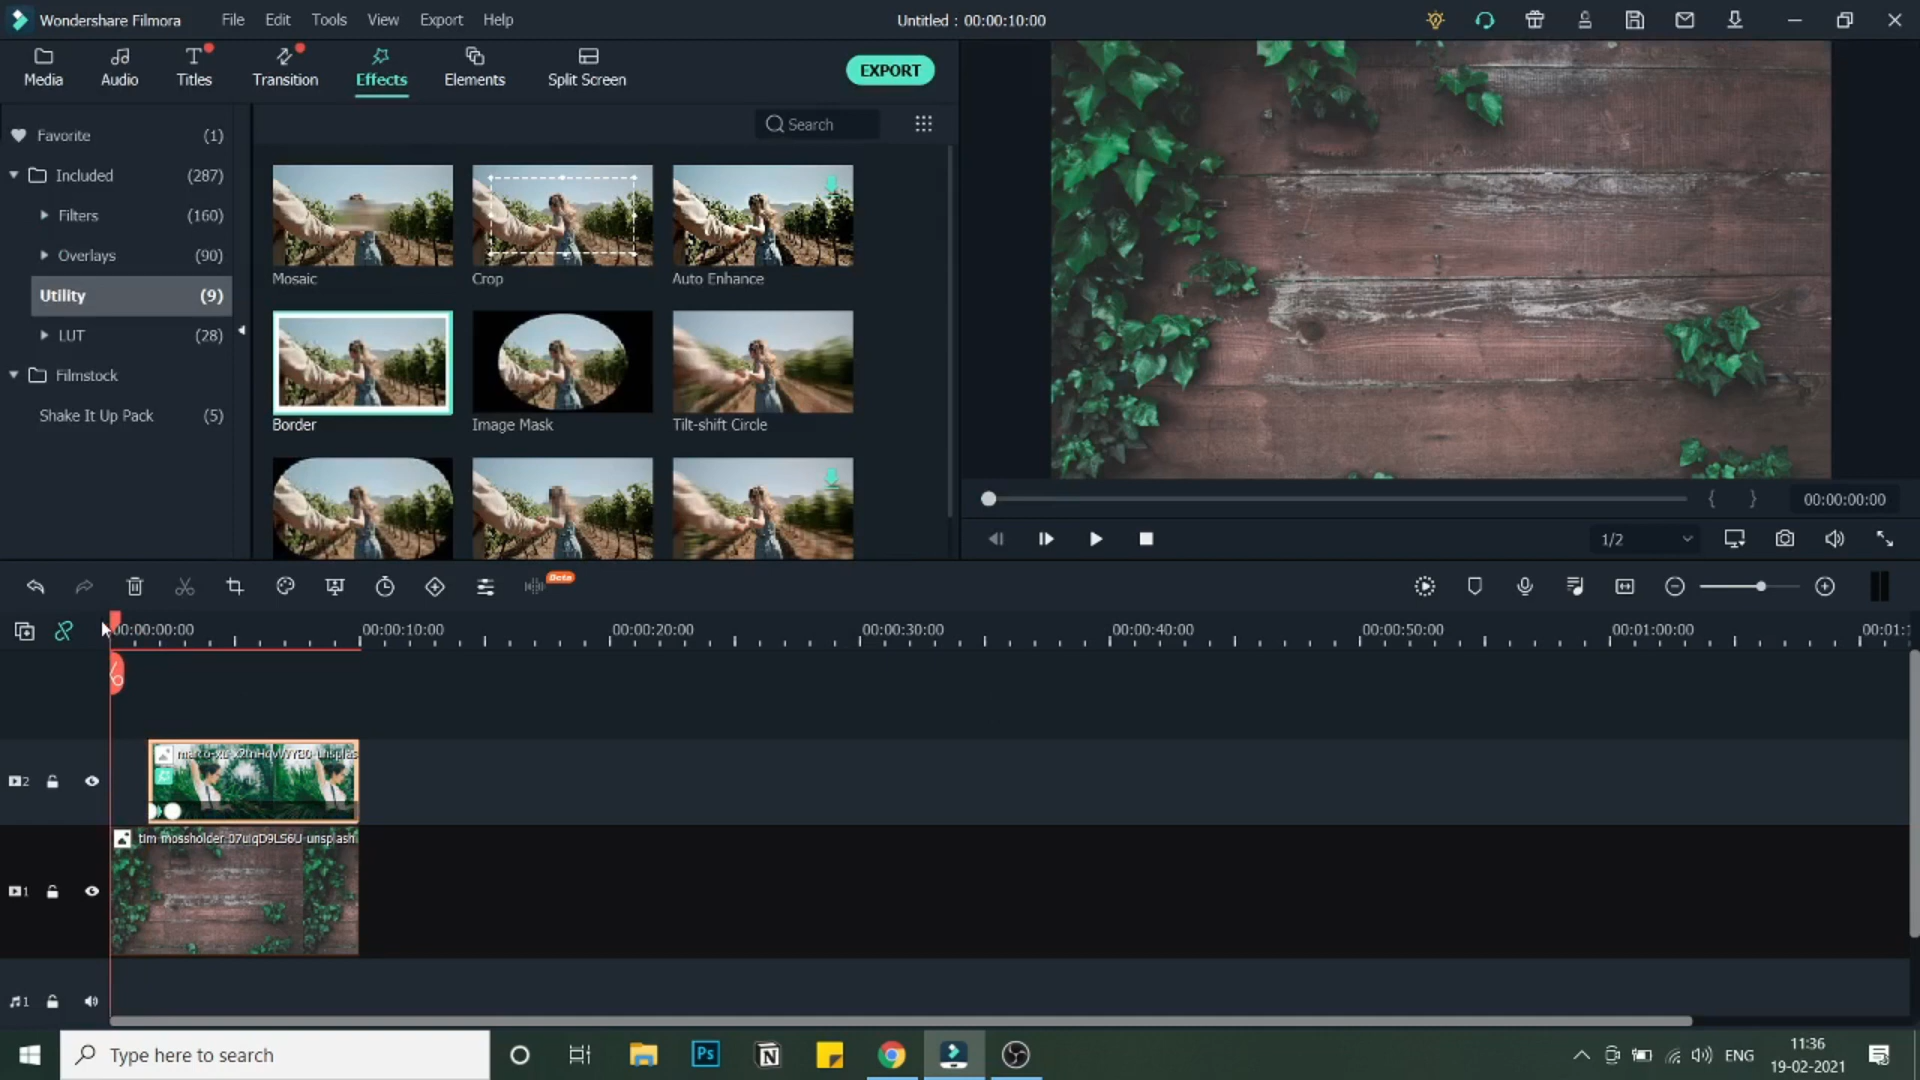 Wondershare Filmora
File Edit Tools View Export Help
Untitled : 00:00:10:00
Media Audio Titles Transition Effects Elements Split Screen
EXPORT
Search
Favorite (1)
Included (287)
Filters (160)
Overlays (90)
Utility (9)
LUT (28)
Filmstock
Shake It Up Pack (5)
Mosaic Crop Auto Enhance
Border Image Mask Tilt-shift Circle
{ } 00:00:00:00
1/2
Beta
00:00:00:00 00:00:10:00 00:00:20:00 00:00:30:00 00:00:40:00 00:00:50:00 00:01:00:00 00:01:1
2
tim-mossholder-
1
1
Type here to search
Ps
ENG
11:36
19-02-2021